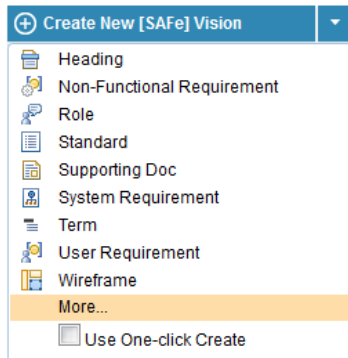 Create New [SAFe] Vision
Heading
Non-Functional Requirement
Role
Standard
Supporting Doc
System Requirement
Term
User Requirement
Wireframe
More...
Use One-click Create